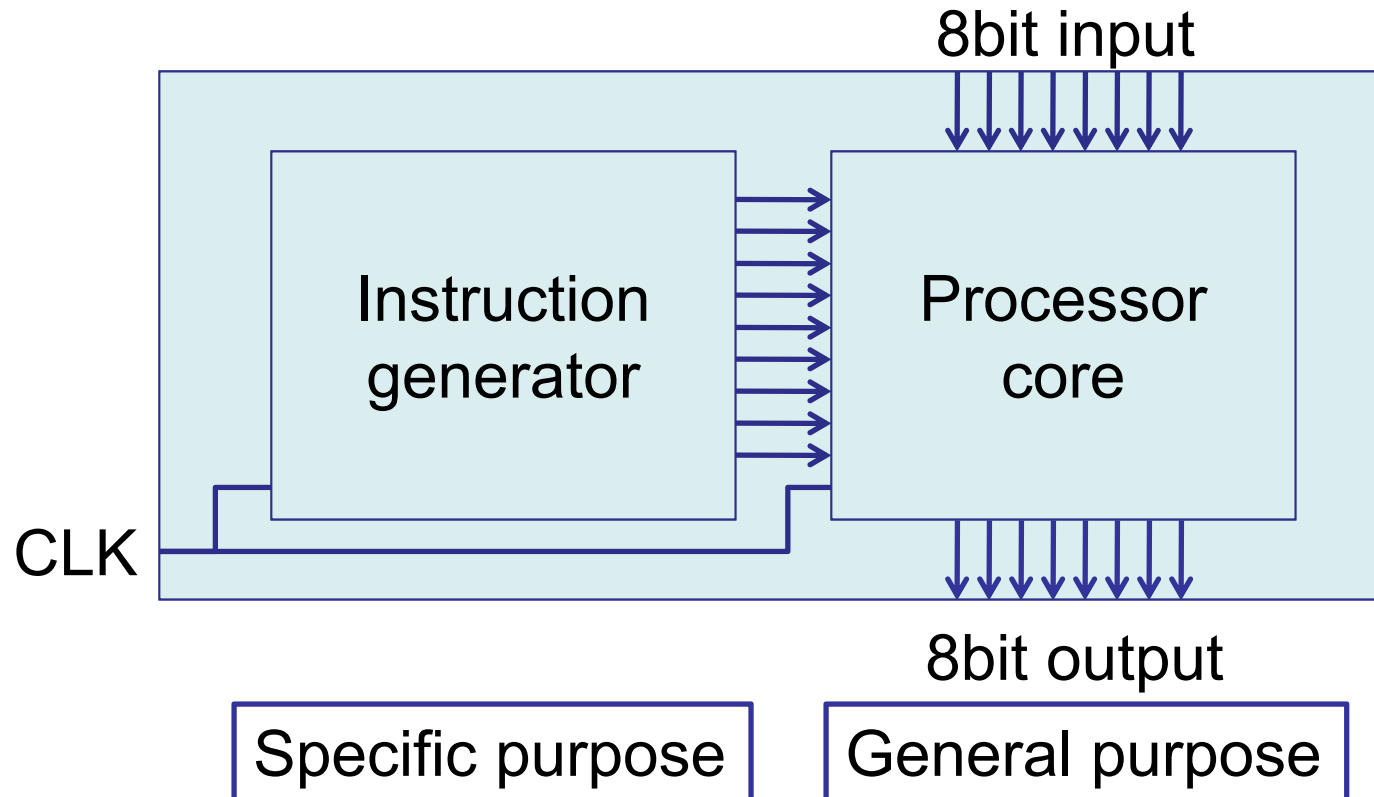 8bit input
Instruction
generator
Processor
core
CLK
8bit output
Specific purpose
General purpose